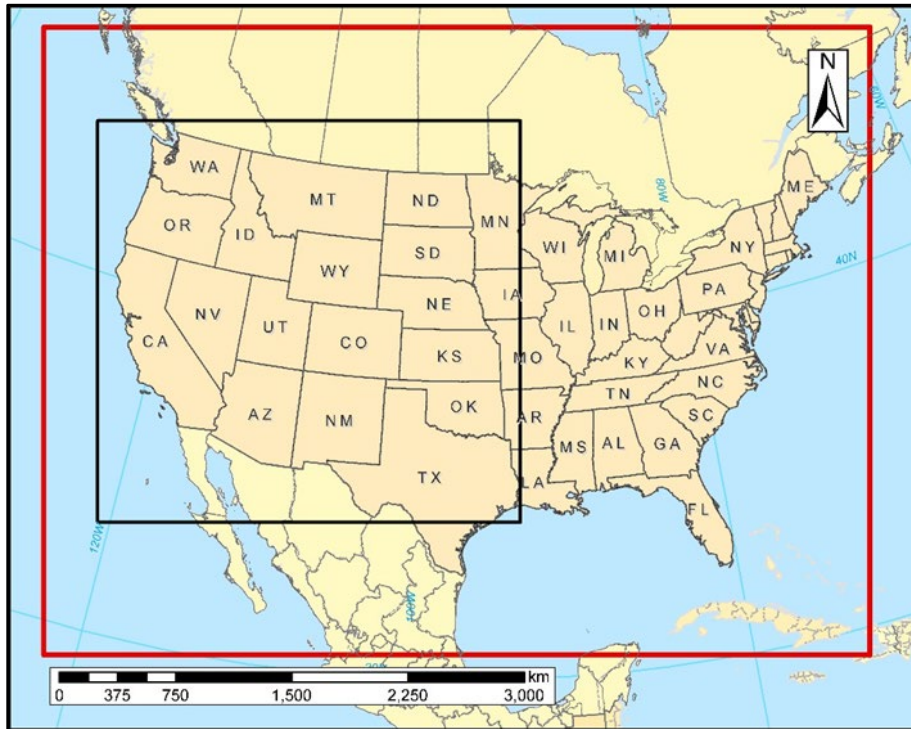 N
60W
80W
ME
WA
MT
ND
MN
OR
ID
WI
MI
NY
40N
SD
WY
PA
NE
IA
NV
IL
IN
OH
UT
CO
CA
KS
MO
VA
KY
NC
TN
AZ
NM
OK
AR
SC
MS
AL
GA
TX
LA
FL
120W
100W
20N
km
0 375 750 1,500 2,250 3,000